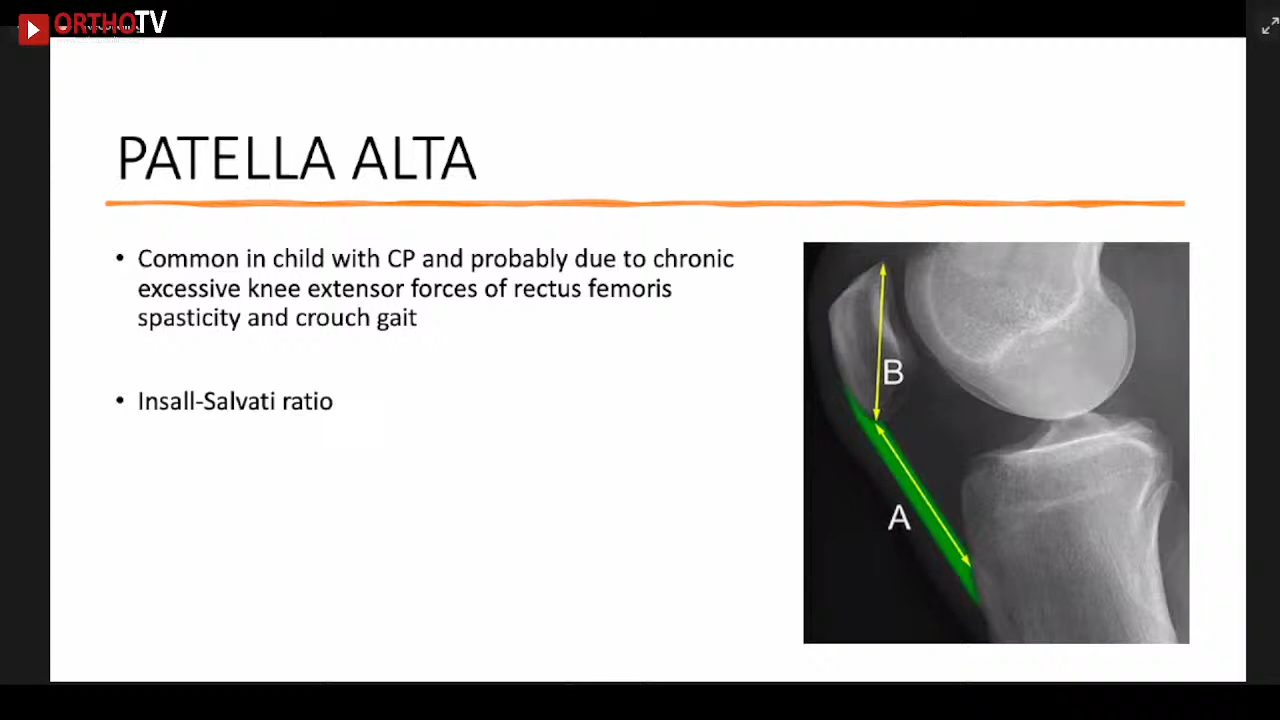 ORTHOTV
PATELLA ALTA
• Common in child with CP and probably due to chronic
excessive knee extensor forces of rectus femoris
spasticity and crouch gait
• Insall-Salvati ratio
B
A